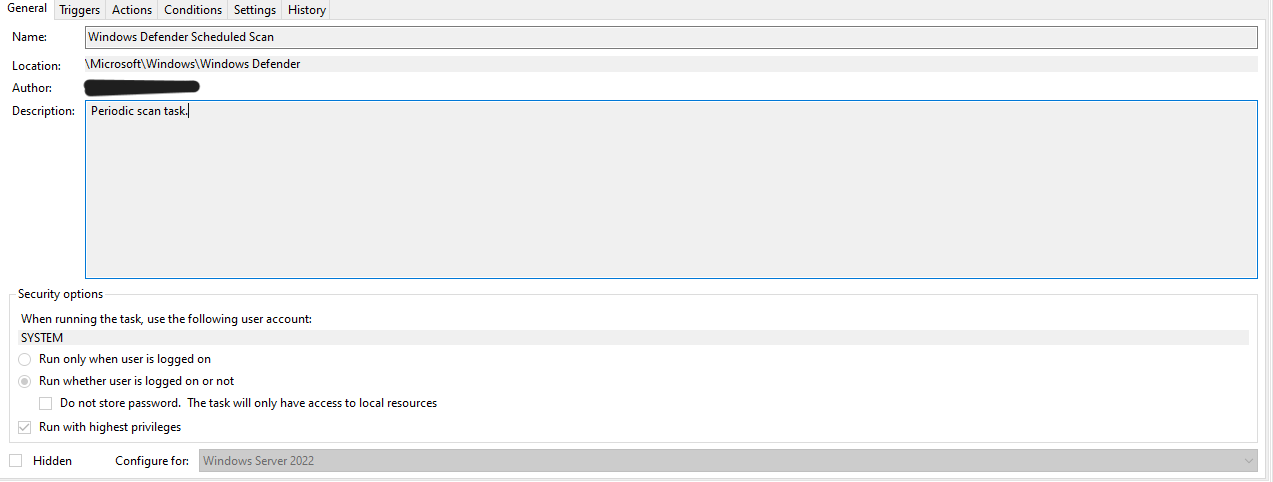 General Triggers Actions Conditions Settings History
Name: Windows Defender Scheduled Scan
Location: \Microsoft\Windows\Windows Defender
Author:
Description: Periodic scan task.
Security options
When running the task, use the following user account:
SYSTEM
Run only when user is logged on
Run whether user is logged on or not
Do not store password. The task will only have access to local resources
Run with highest privileges
Hidden Configure for: Windows Server 2022